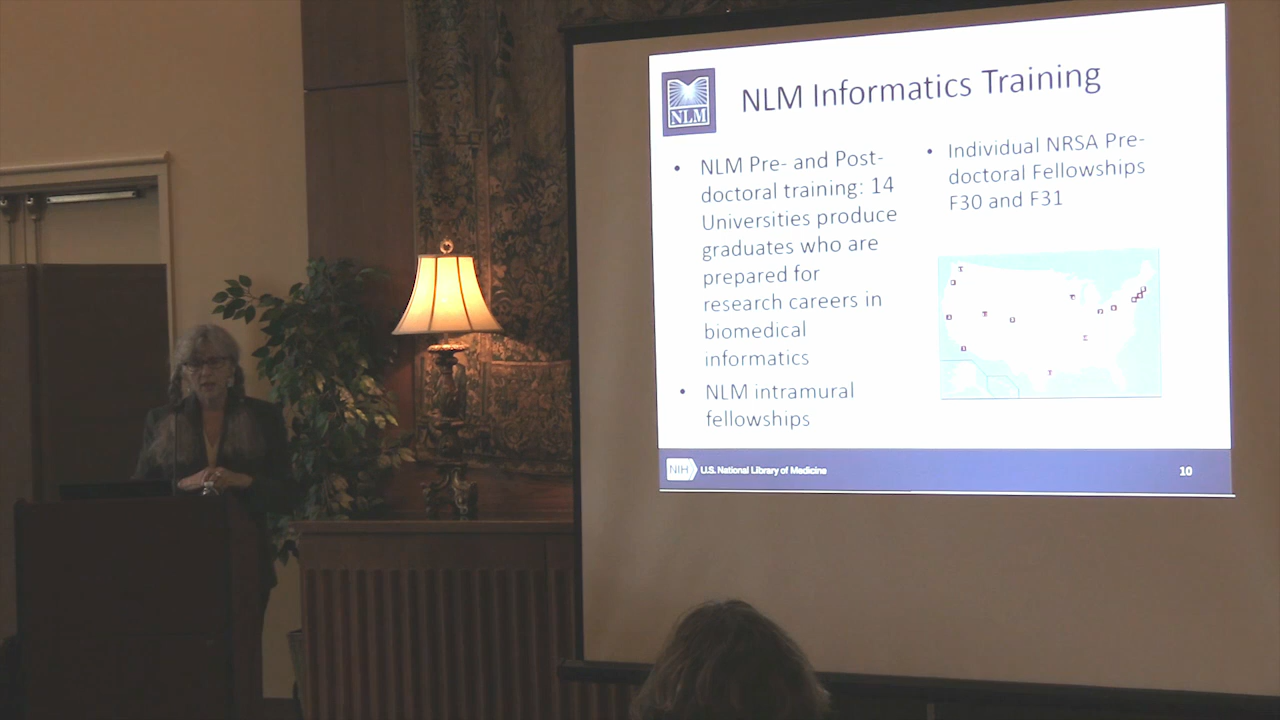 NLM
NLM Informatics Training
• NLM Pre- and Post-
doctoral training: 14
Universities produce
graduates who are
prepared for
research careers in
biomedical
informatics
• NLM intramural
fellowships
• Individual NRSA Pre-
doctoral Fellowships
F30 and F31
NIH U.S. National Library of Medicine
10